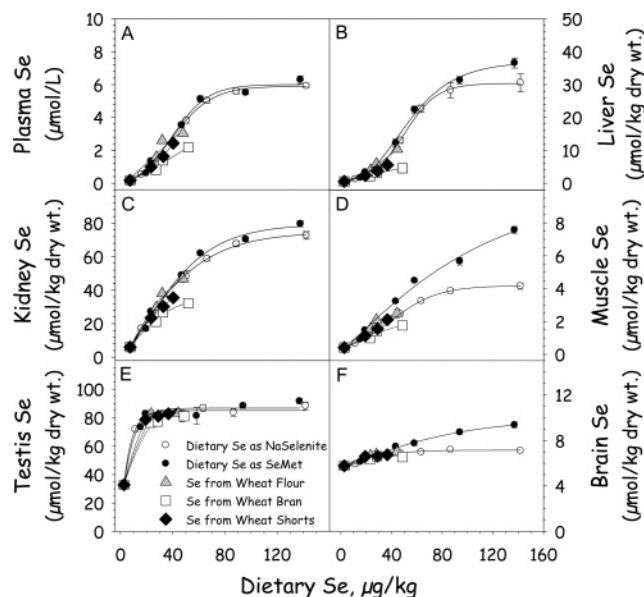 A
B
Plasma Se
(µmol/L)
10
8
6
4
2
0
50
40
30
20
10
0
Liver Se
(µmol/kg dry wt.)
C
D
Kidney Se
(µmol/kg dry wt.)
80
60
40
20
0
8
6
4
2
0
Muscle Se
(µmol/kg dry wt.)
E
F
Testis Se
(µmol/kg dry wt.)
100
80
60
40
20
0
12
9
6
3
0
Brain Se
(µmol/kg dry wt.)
Dietary Se as NaSelenite
Dietary Se as SeMet
Se from Wheat Flour
Se from Wheat Bran
Se from Wheat Shorts
0 40 80 120 0 40 80 120 160
Dietary Se, µg/kg